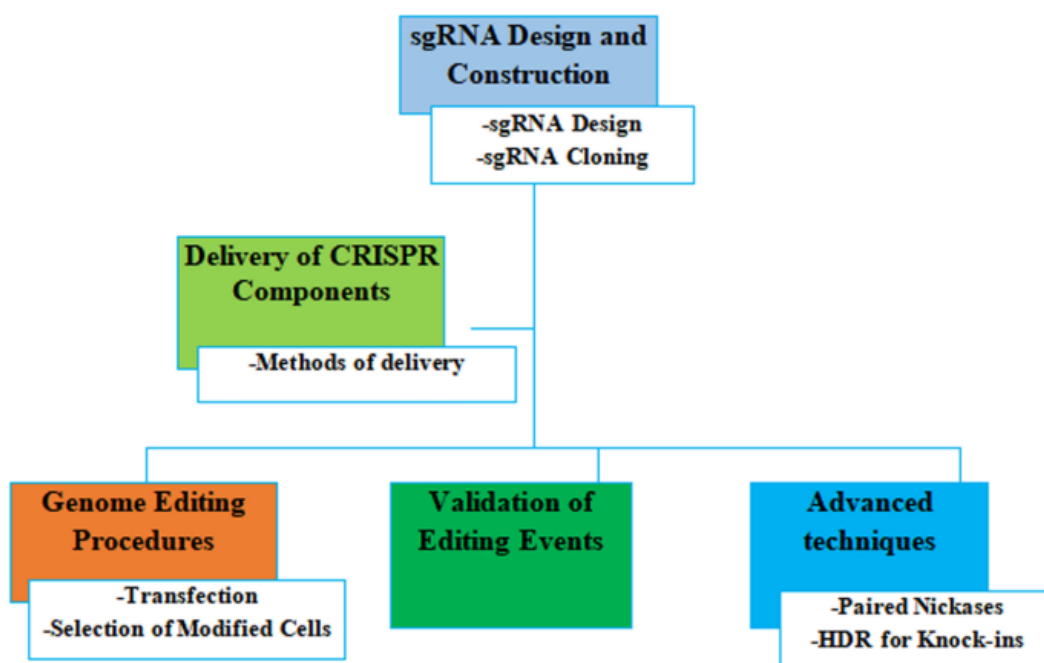 sgRNA Design and
Construction
-sgRNA Design
-sgRNA Cloning
Delivery of CRISPR
Components
-Methods of delivery
Genome Editing
Procedures
-Transfection
-Selection of Modified Cells
Validation of
Editing Events
Advanced
techniques
-Paired Nickases
-HDR for Knock-ins